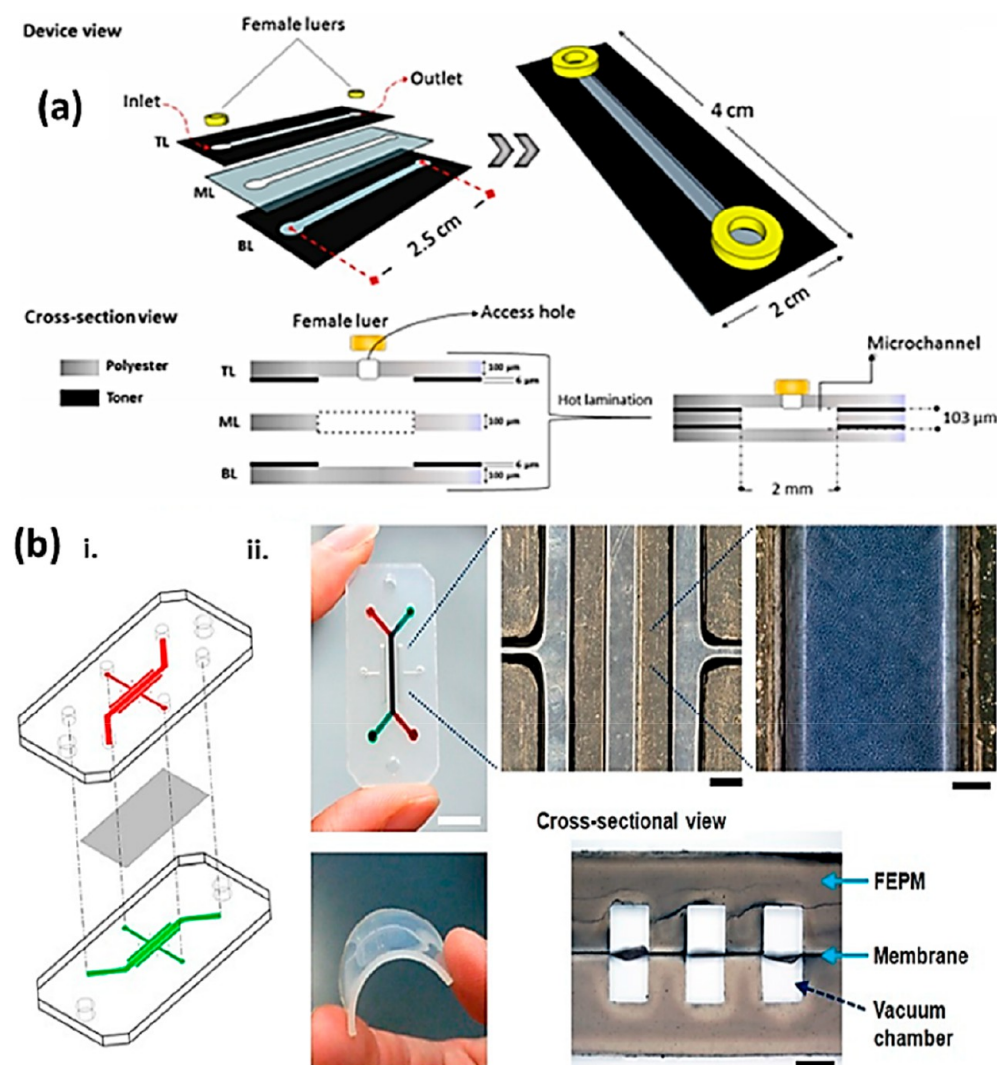 Device view
Female luers
(a)
Inlet
Outlet
TL
ML
BL
2.5 cm
4 cm
2 cm
Cross-section view
Polyester
Toner
Female luer
Access hole
TL
100 µm
6 µm
ML
100 µm
BL
6 µm
100 µm
Hot lamination
Microchannel
103 µm
2 mm
(b) i. ii.
Cross-sectional view
FEPM
Membrane
Vacuum
chamber